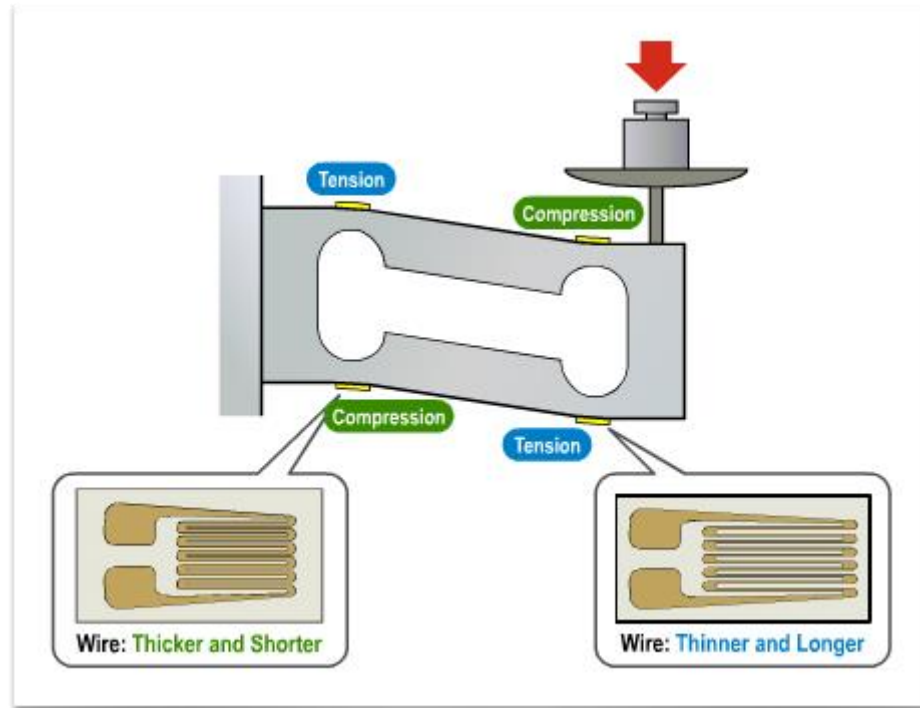 Tension
Compression
Compression
Tension
Wire: Thicker and Shorter
Wire: Thinner and Longer